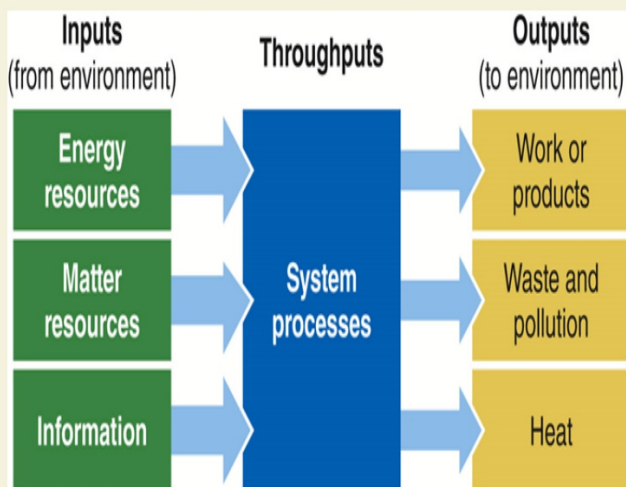 Inputs
(from environment)
Throughputs
Outputs
(to environment)
Energy
resources
Matter
resources
Information
System
processes
Work or
products
Waste and
pollution
Heat